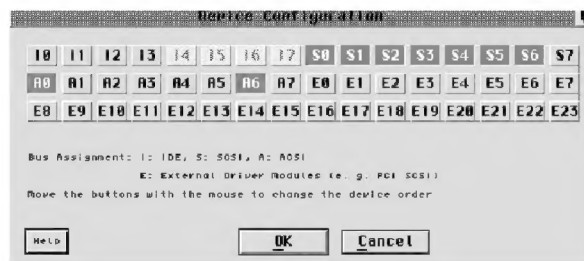 Device Configuration
I0 I1 I2 I3 I4 I5 I6 I7 S0 S1 S2 S3 S4 S5 S6 S7
A0 A1 A2 A3 A4 A5 A6 A7 E0 E1 E2 E3 E4 E5 E6 E7
E8 E9 E10 E11 E12 E13 E14 E15 E16 E17 E18 E19 E20 E21 E22 E23
Bus Assignment: I: IDE, S: SCSI, A: ACSI
E: External Driver Modules (e. g. PCI SCSI)
Move the buttons with the mouse to change the device order
Help OK Cancel